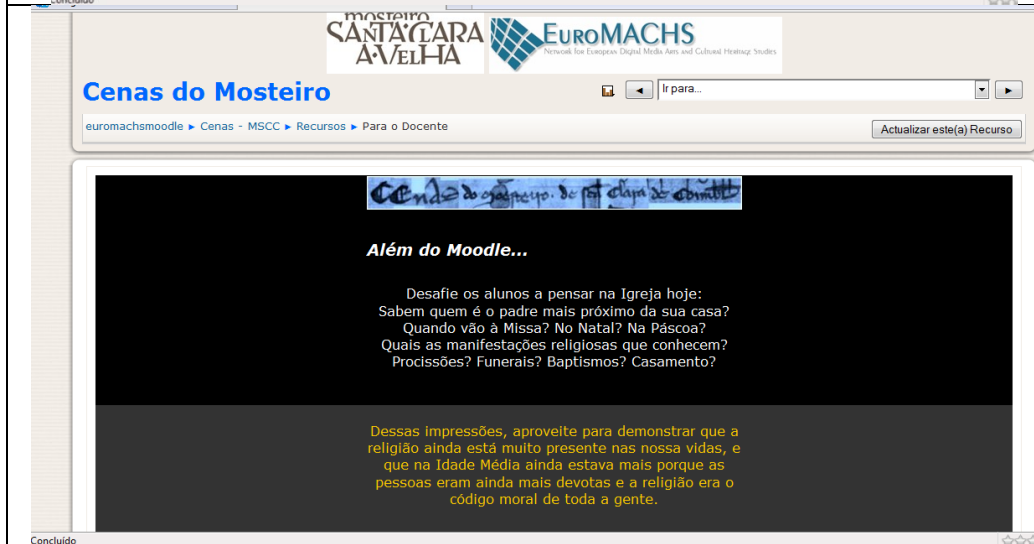 Concluído
mosteiro
SANTA CLARA
A-VELHA
EUROMACHS
Network for European Digital Media Arts and Cultural Heritage Studies
Cenas do Mosteiro
Ir para...
euromachsmoodle ► Cenas - MSCC ► Recursos ► Para o Docente
Actualizar este(a) Recurso
Além do Moodle...
Desafie os alunos a pensar na Igreja hoje:
Sabem quem é o padre mais próximo da sua casa?
Quando vão à Missa? No Natal? Na Páscoa?
Quais as manifestações religiosas que conhecem?
Procissões? Funerais? Baptismos? Casamento?
Dessas impressões, aproveite para demonstrar que a
religião ainda está muito presente nas nossa vidas, e
que na Idade Média ainda estava mais porque as
pessoas eram ainda mais devotas e a religião era o
código moral de toda a gente.
Concluído